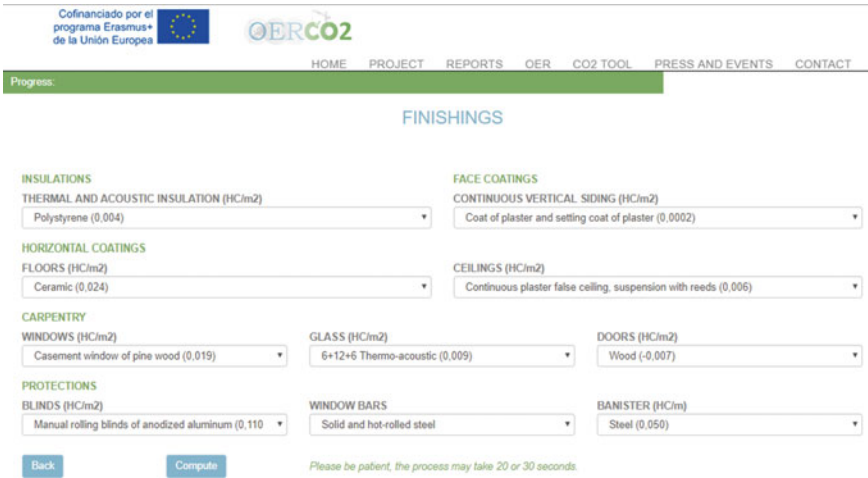 Cofinanciado por el
programa Erasmus+
de la Unión Europea
OERCO2
HOME PROJECT REPORTS OER CO2 TOOL PRESS AND EVENTS CONTACT
Progress:
FINISHINGS
INSULATIONS FACE COATINGS
THERMAL AND ACOUSTIC INSULATION (HC/m2) CONTINUOUS VERTICAL SIDING (HC/m2)
Polystyrene (0,004) Coat of plaster and setting coat of plaster (0,0002)
HORIZONTAL COATINGS
FLOORS (HC/m2) CEILINGS (HC/m2)
Ceramic (0,024) Continuous plaster false ceiling, suspension with reeds (0,006)
CARPENTRY
WINDOWS (HC/m2) GLASS (HC/m2) DOORS (HC/m2)
Casement window of pine wood (0,019) 6+12+6 Thermo-acoustic (0,009) Wood (-0,007)
PROTECTIONS
BLINDS (HC/m2) WINDOW BARS BANISTER (HC/m)
Manual rolling blinds of anodized aluminum (0,110 Solid and hot-rolled steel Steel (0,050)
Back Compute Please be patient, the process may take 20 or 30 seconds.